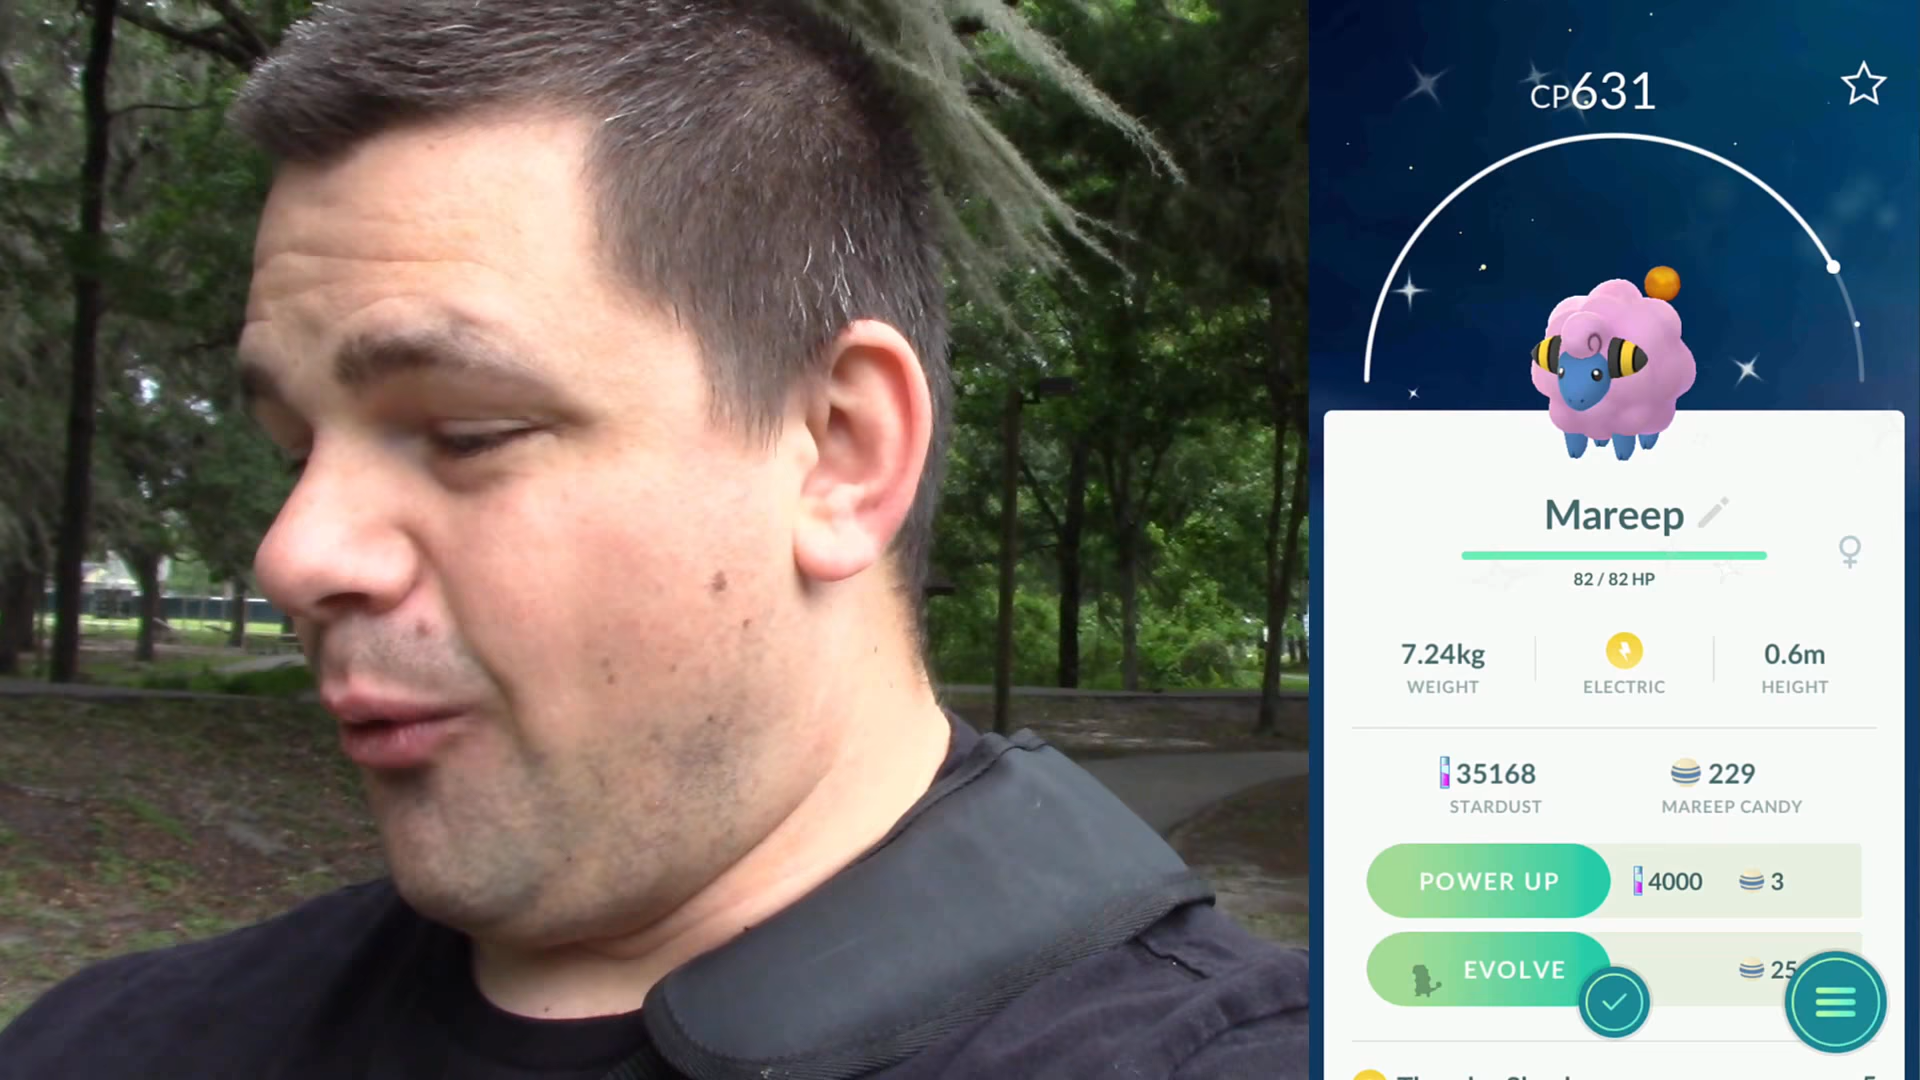 CP631
Mareep
82 / 82 HP
7.24kg
WEIGHT
ELECTRIC
0.6m
HEIGHT
35168
STARDUST
229
MAREEP CANDY
POWER UP
4000
3
EVOLVE
25